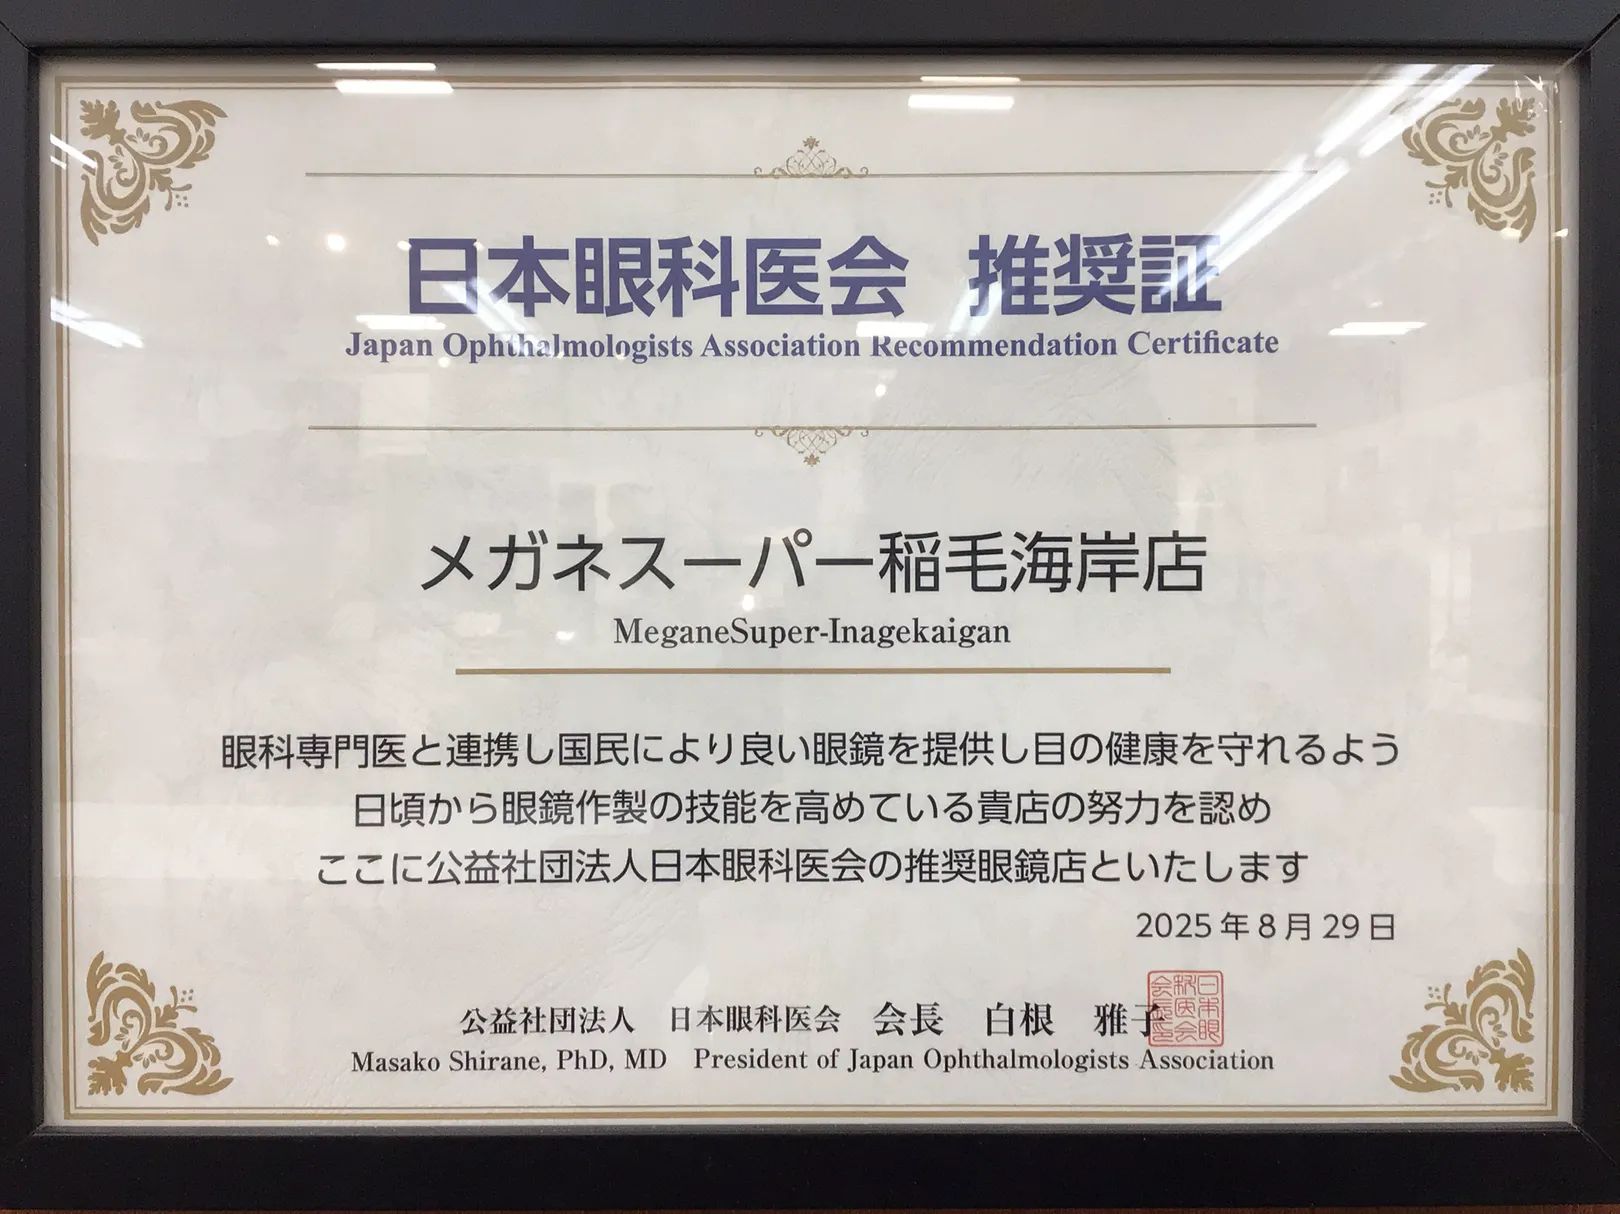 日本眼科医会 推奨証
Japan Ophthalmologists Association Recommendation Certificate
メガネスーパー稲毛海岸店
MeganeSuper-Inagekaigan
眼科専門医と連携し国民により良い眼鏡を提供し目の健康を守れるよう
日頃から眼鏡作製の技能を高めている貴店の努力を認め
ここに公益社団法人日本眼科医会の推奨眼鏡店といたします
2025年8月29日
公益社団法人 日本眼科医会 会長 白根 雅子
Masako Shirane, PhD, MD President of Japan Ophthalmologists Association